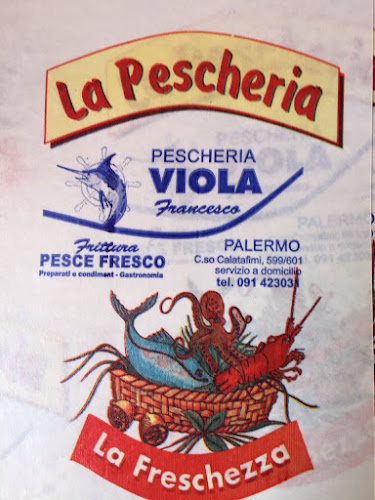 La Pescheria
PESCHERIA
VIOLA
Francesco
Frittura
PESCE FRESCO
Preparati e condiment - Gastronomia
PALERMO
C.so Calatafimi, 599/601
servizio a domicilio
tel. 091 423031
La Freschezza